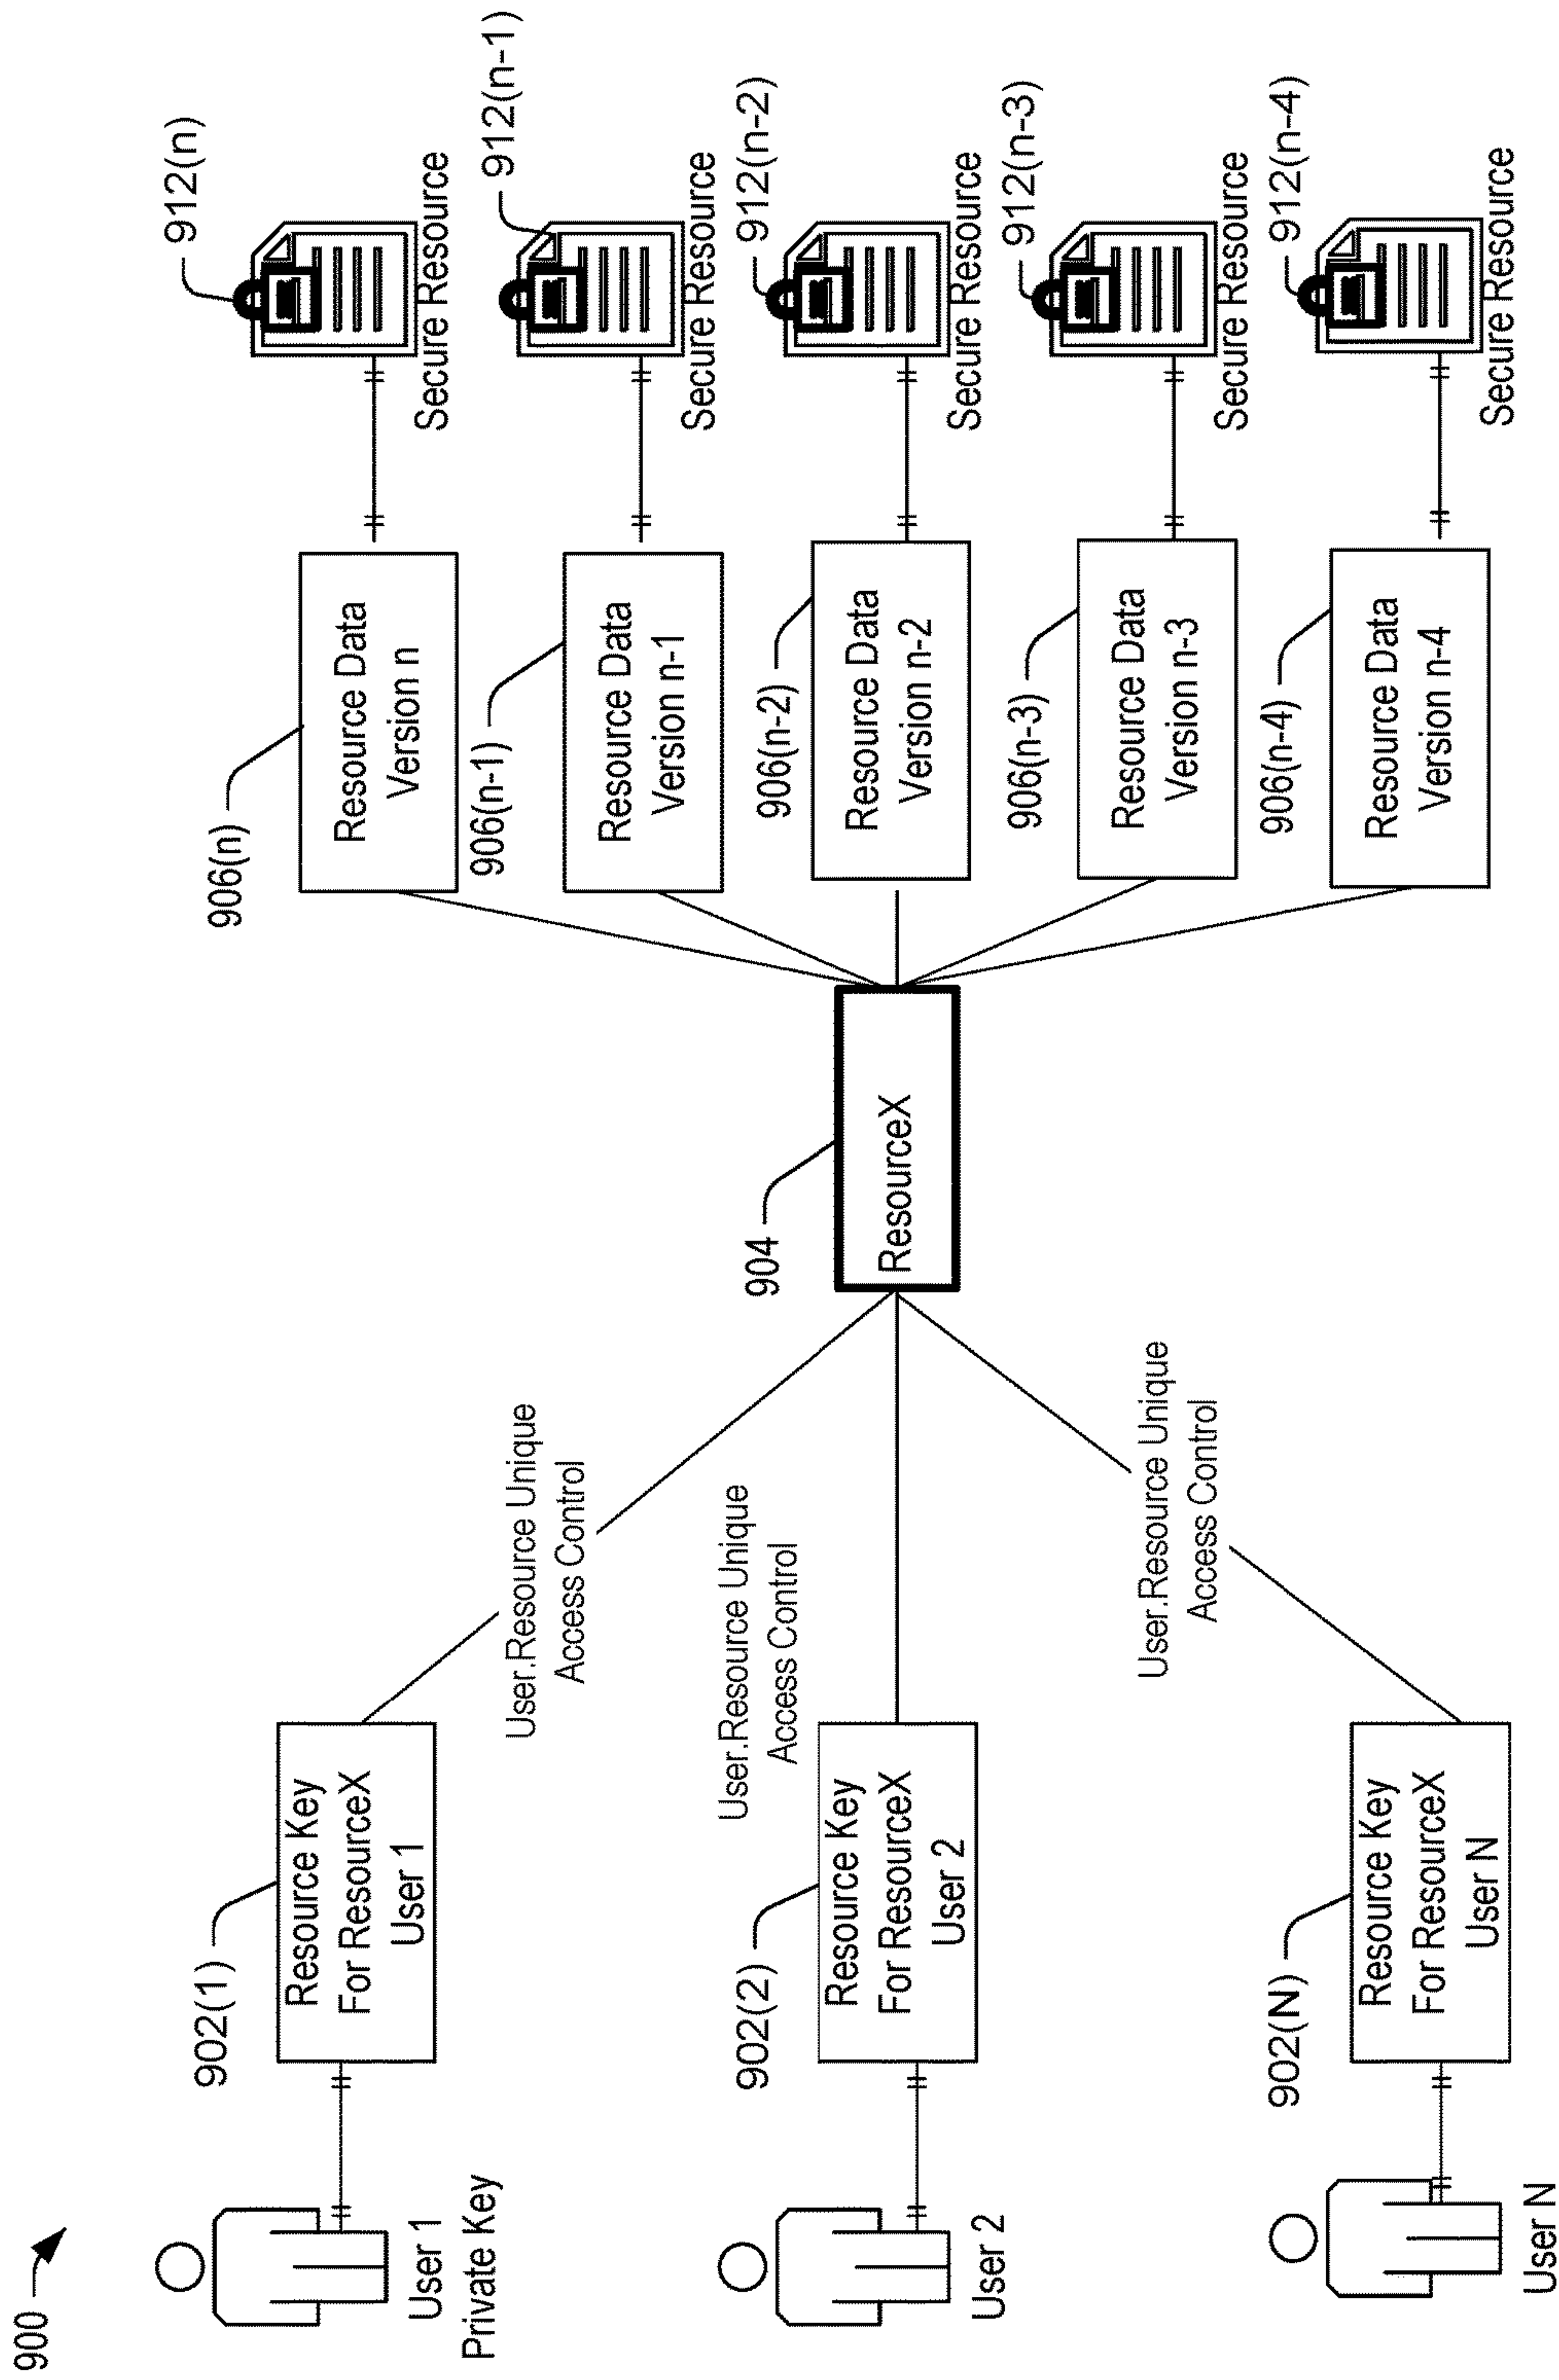 900
User 1
Private Key
902(1)
Resource Key
For ResourceX
User 1
User.Resource Unique
Access Control
User 2
902(2)
Resource Key
For ResourceX
User 2
User.Resource Unique
Access Control
User N
902(N)
Resource Key
For ResourceX
User N
User.Resource Unique
Access Control
904
ResourceX
906(n)
Resource Data
Version n
912(n)
Secure Resource
906(n-1)
Resource Data
Version n-1
912(n-1)
Secure Resource
906(n-2)
Resource Data
Version n-2
912(n-2)
Secure Resource
906(n-3)
Resource Data
Version n-3
912(n-3)
Secure Resource
906(n-4)
Resource Data
Version n-4
912(n-4)
Secure Resource